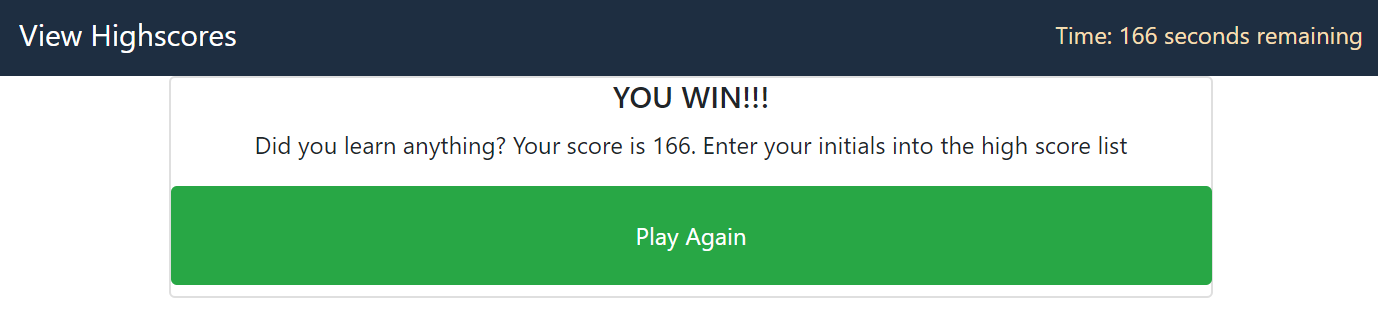 View Highscores
Time: 166 seconds remaining
YOU WIN!!!
Did you learn anything? Your score is 166. Enter your initials into the high score list
Play Again